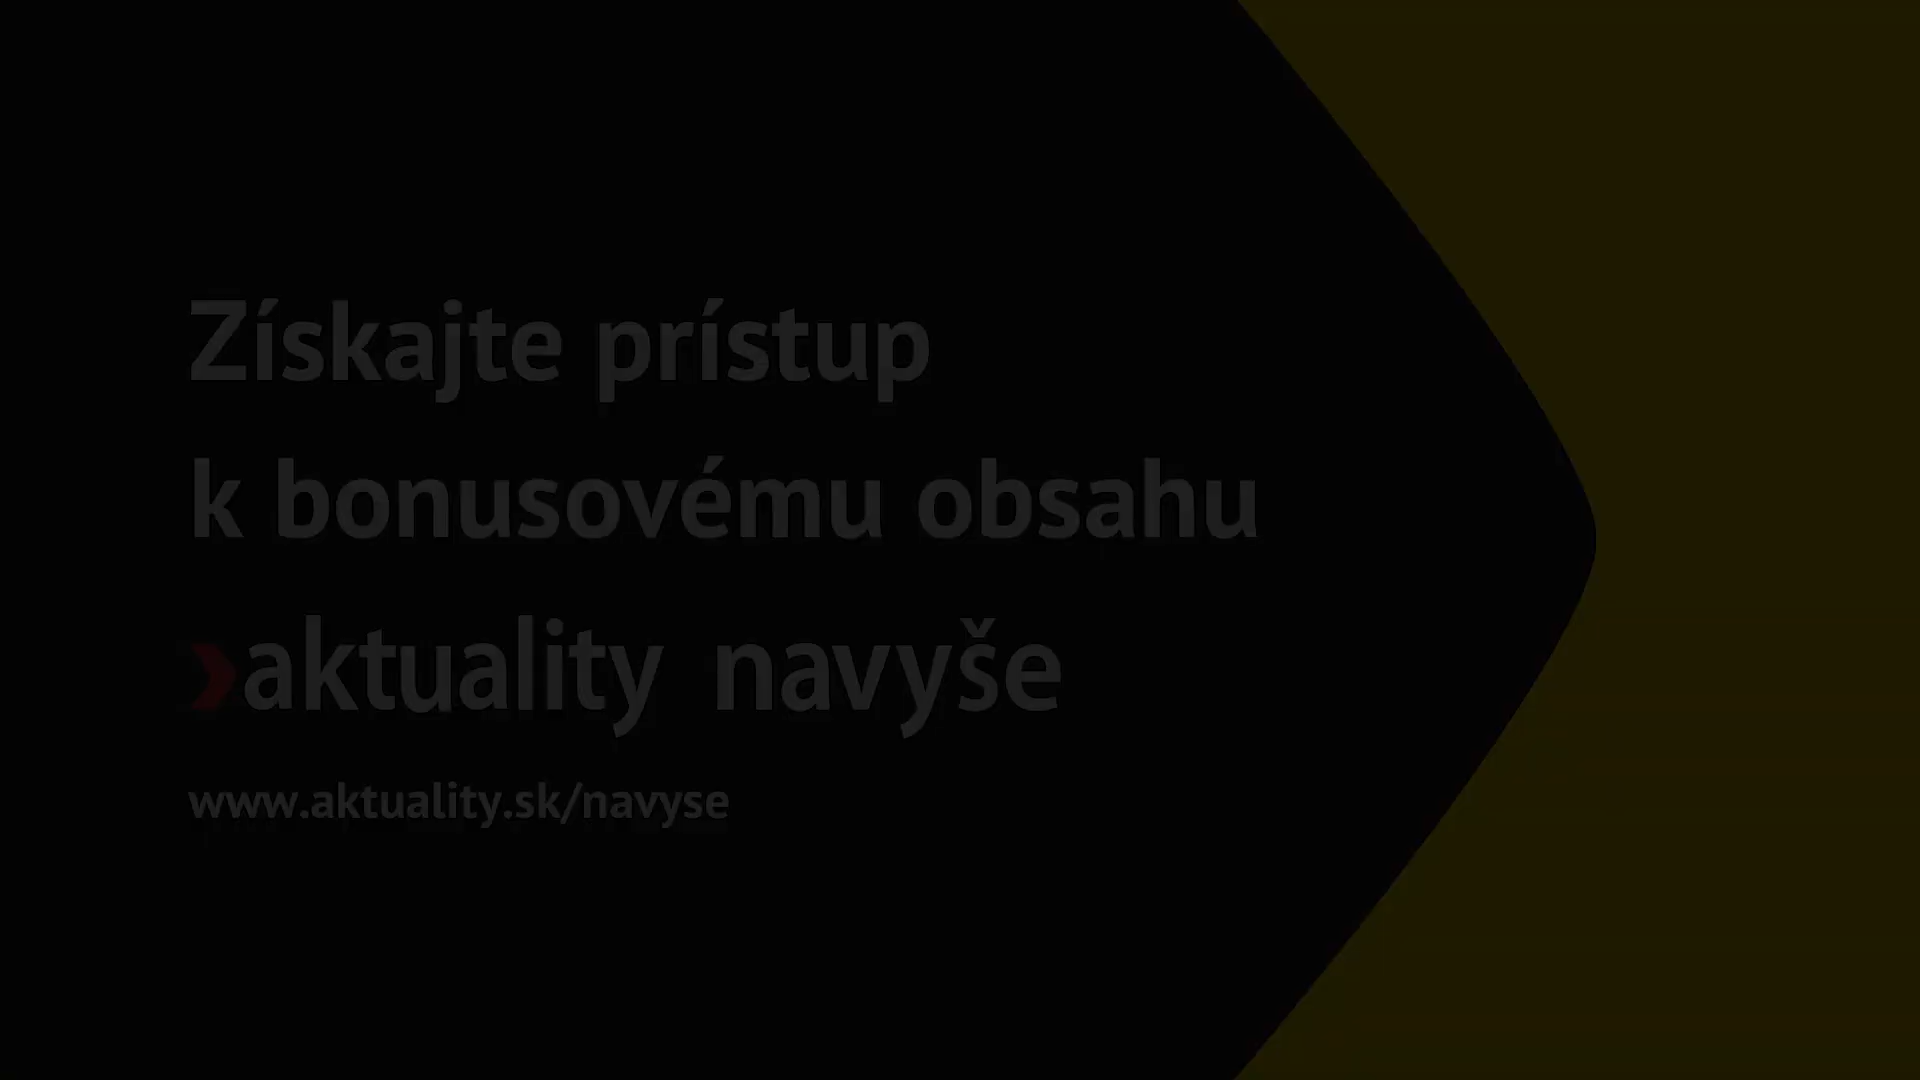 Získajte prístup
k bonusovému obsahu
aktuality navyše
www.aktuality.sk/navyse